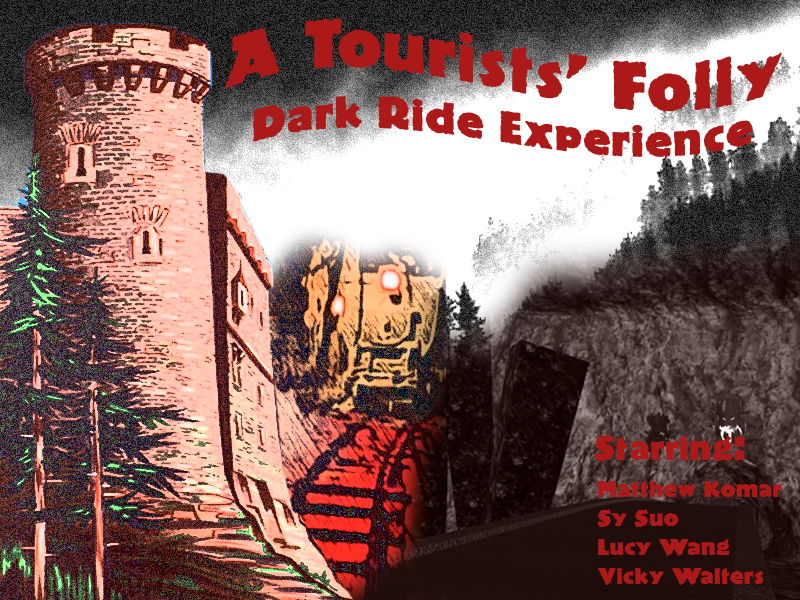 A Tourists' Folly
Dark Ride Experience
Starring!
Matthew Komar
Sy Suo
Lucy Wang
Vicky Walters